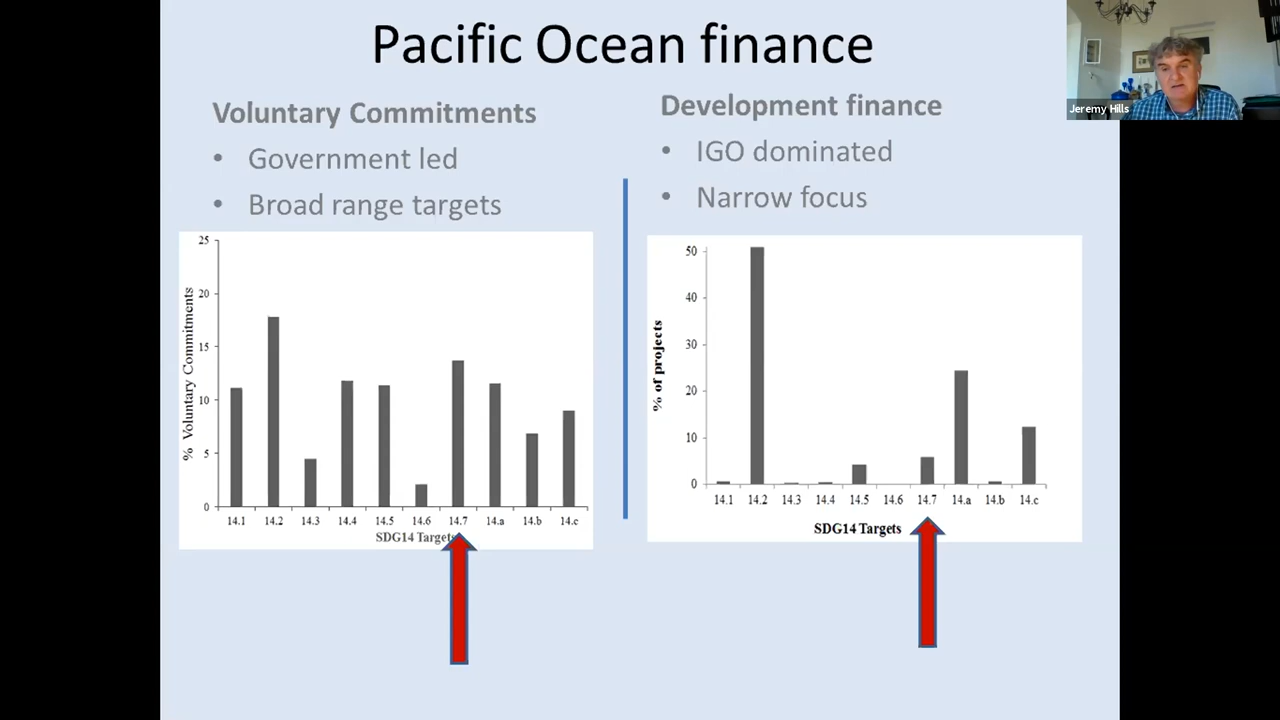 Pacific Ocean finance
Jeremy Hills
Voluntary Commitments
• Government led
• Broad range targets
Development finance
• IGO dominated
• Narrow focus
% Voluntary Commitments
25
20
15
10
5
0
14.1 14.2 14.3 14.4 14.5 14.6 14.7 14.a 14.b 14.c
SDG14 Targets
% of projects
50
40
30
20
10
0
14.1 14.2 14.3 14.4 14.5 14.6 14.7 14.a 14.b 14.c
SDG14 Targets